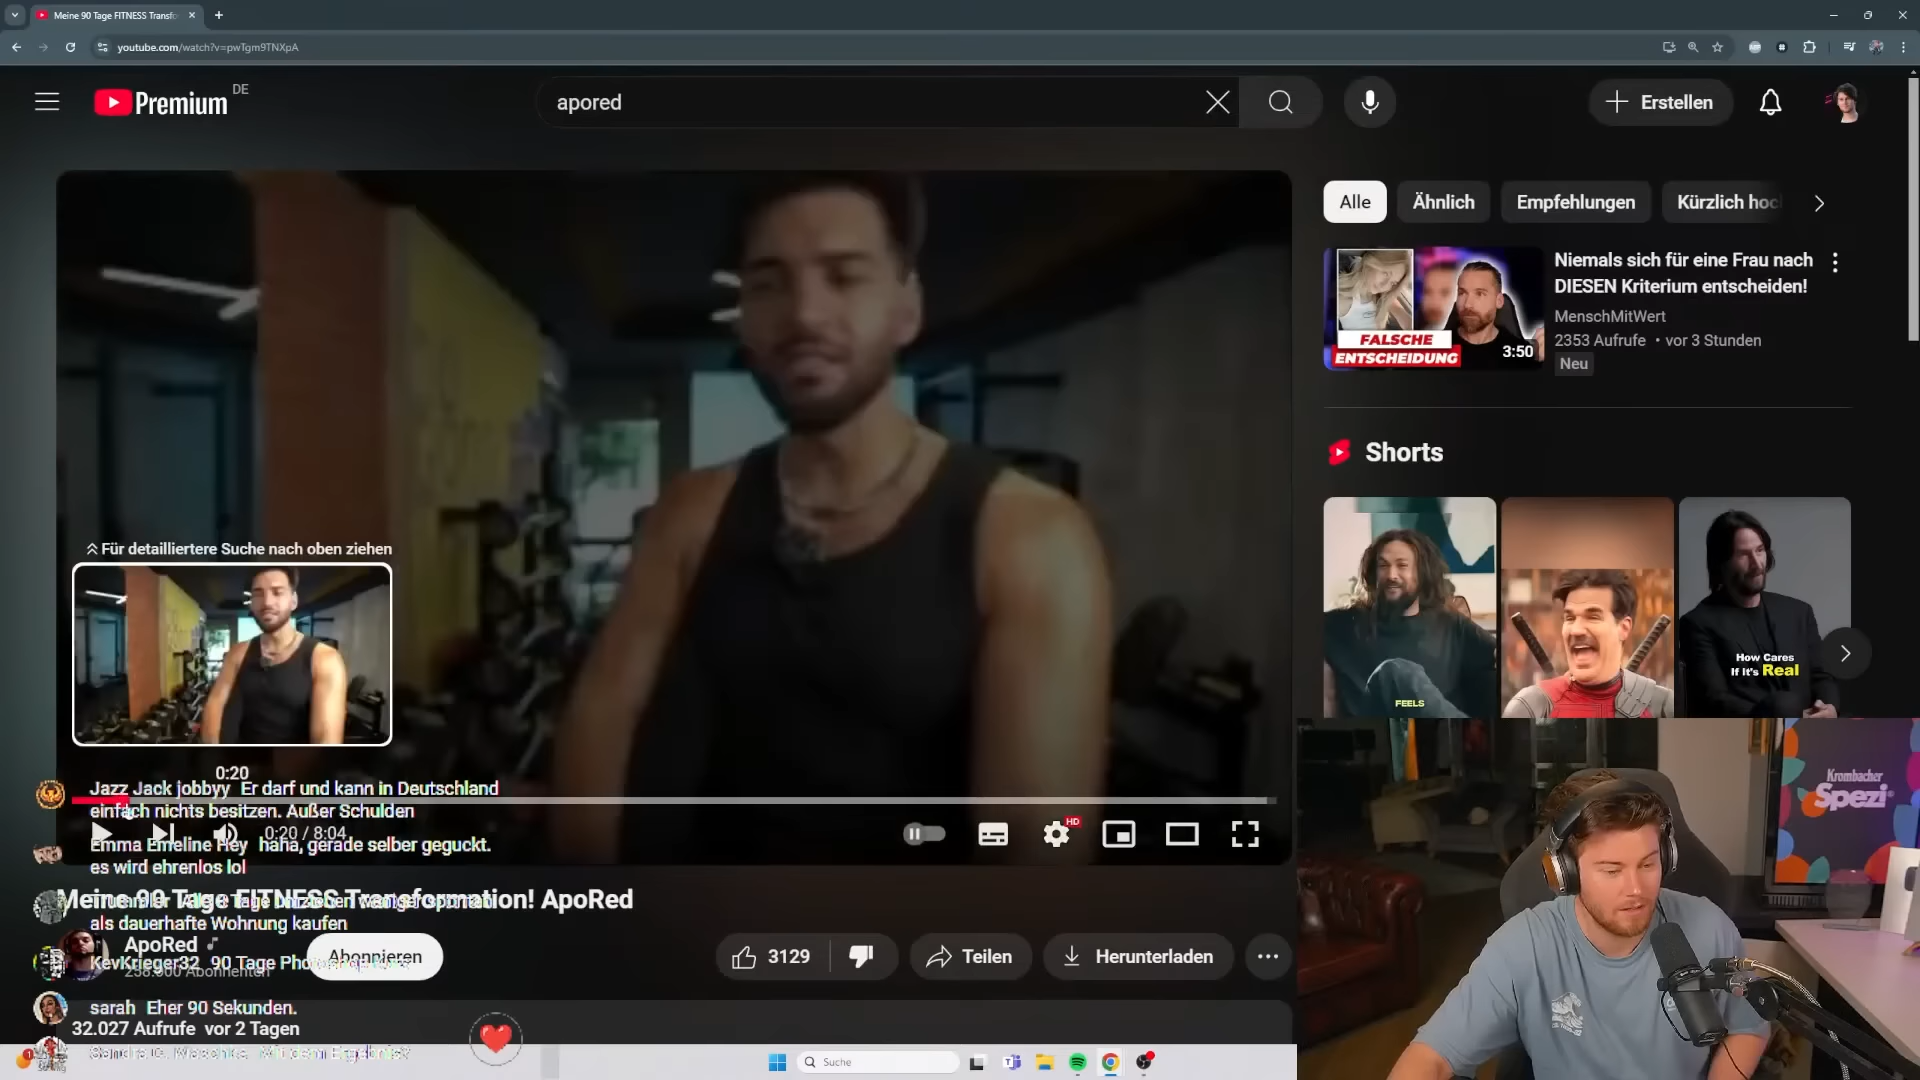 Meine 90 Tage FITNESS Transfo
youtube.com/watch?v=pwTgm9TNXpA
Premium
DE
apored
Erstellen
Alle
Ähnlich
Empfehlungen
Kürzlich hoc
Niemals sich für eine Frau nach
DIESEN Kriterium entscheiden!
MenschMitWert
2353 Aufrufe • vor 3 Stunden
Neu
FALSCHE
ENTSCHEIDUNG
3:50
Shorts
FEELS
How Cares
If It's Real
Für detailliertere Suche nach oben ziehen
0:20
Jazz Jack jobbyy Er darf und kann in Deutschland
einfach nichts besitzen. Außer Schulden
0:20 / 8:04
HD
Emma Emeline Hey haha, gerade selber geguckt.
es wird ehrenlos lol
Meine 90 Tage FITNESS Transformation! ApoRed
als dauerhafte Wohnung kaufen
ApoRed
Abonnieren
KevKrieger32 90 Tage
Abonnenten
3129
Teilen
Herunterladen
sarah Eher 90 Sekunden.
32.027 Aufrufe vor 2 Tagen
Suche
Krombacher
Spezi